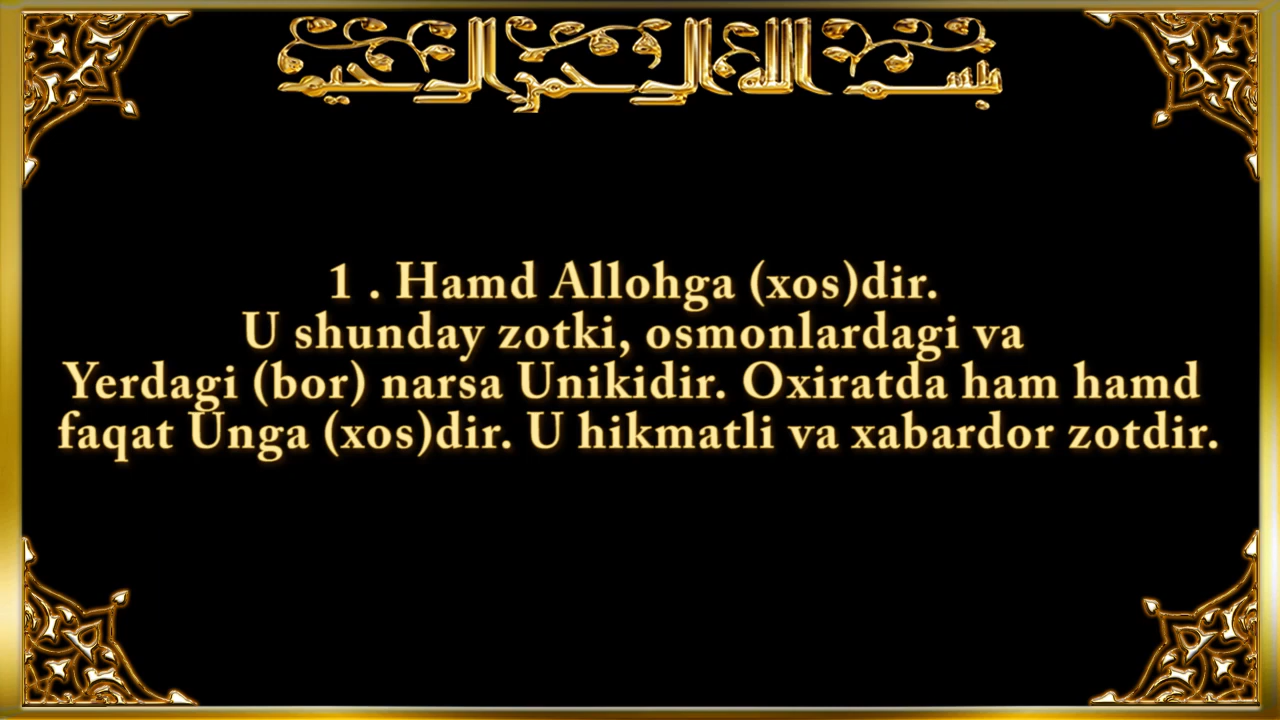 بسم الله الرحمن الرحيم
1 . Hamd Allohga (xos)dir.
U shunday zotki, osmonlardagi va
Yerdagi (bor) narsa Unikidir. Oxiratda ham hamd
faqat Unga (xos)dir. U hikmatli va xabardor zotdir.